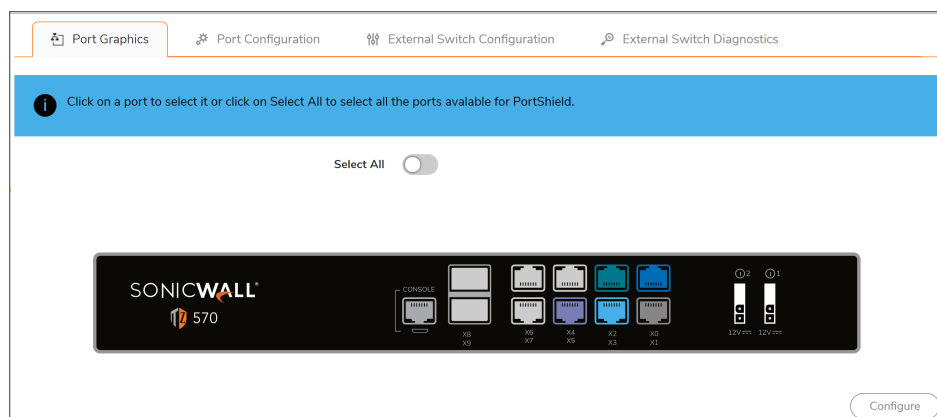 Port Graphics
Port Configuration
External Switch Configuration
External Switch Diagnostics
i Click on a port to select it or click on Select All to select all the ports avalable for PortShield.
Select All
SONICWALL
570
CONSOLE
X8
X9
X6
X7
X4
X5
X2
X3
X0
X1
2
1
12V
12V
Configure